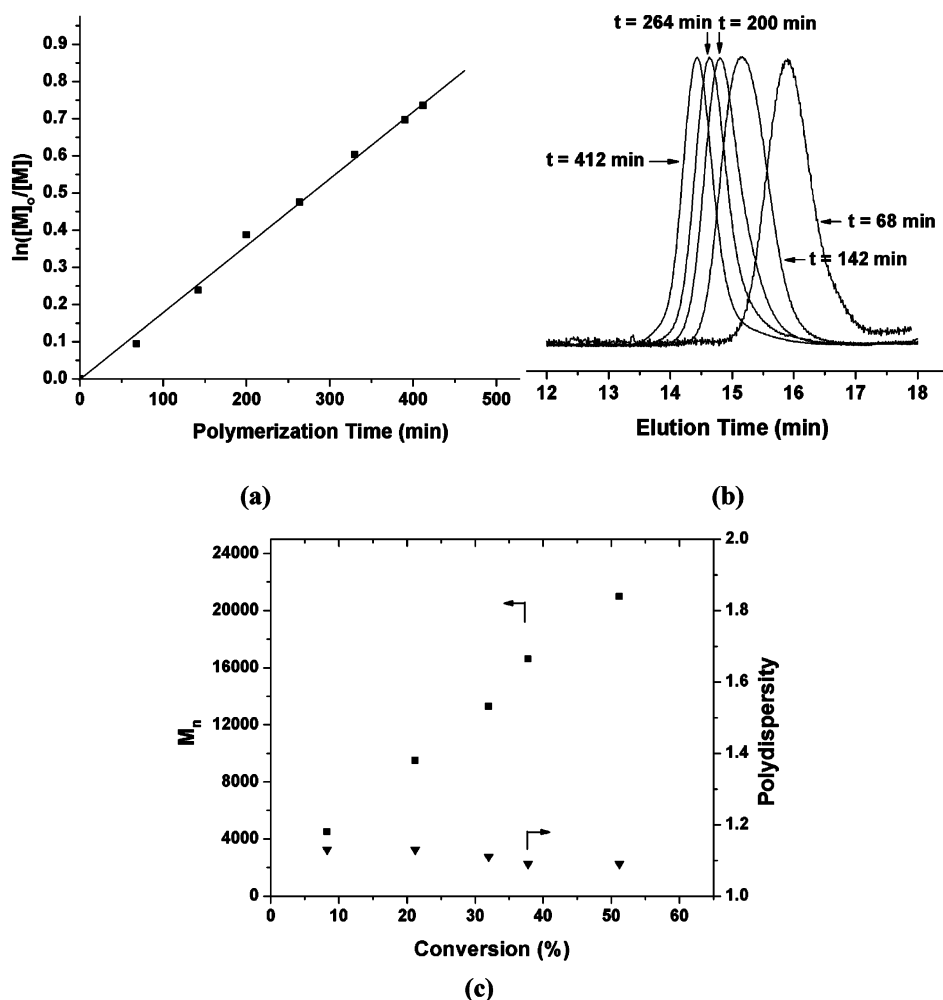 ln([M]₀/[M])
0.9
0.8
0.7
0.6
0.5
0.4
0.3
0.2
0.1
0.0
0 100 200 300 400 500
Polymerization Time (min)
(a)
t = 264 min t = 200 min
t = 412 min
t = 68 min
t = 142 min
12 13 14 15 16 17 18
Elution Time (min)
(b)
Mn
24000
20000
16000
12000
8000
4000
0
2.0
1.8
1.6
1.4
1.2
1.0
Polydispersity
0 10 20 30 40 50 60
Conversion (%)
(c)